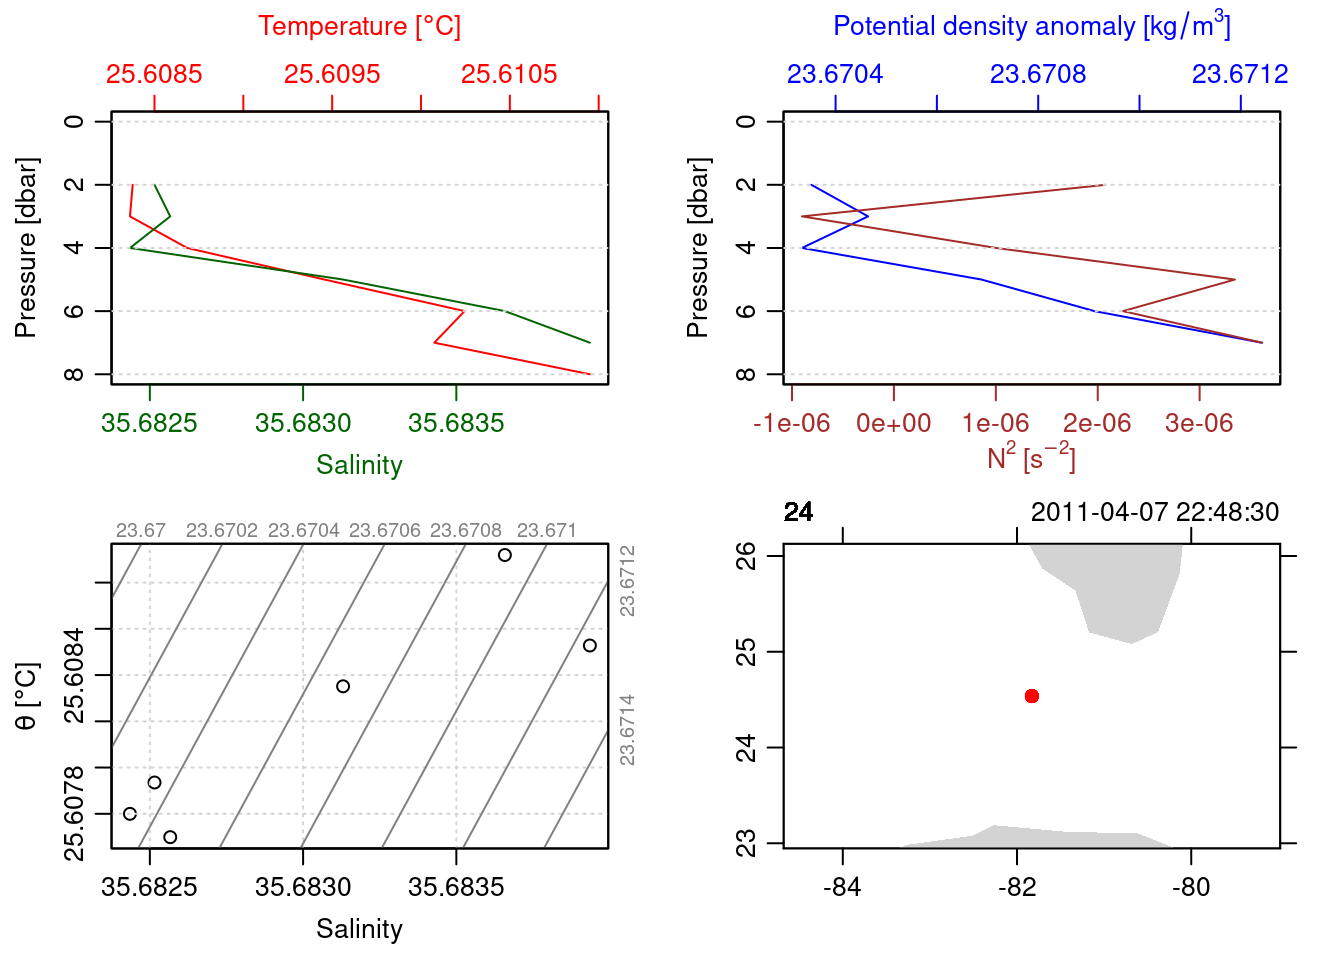 Temperature [°C]
25.6085 25.6095 25.6105
Pressure [dbar]
0
2
4
6
8
35.6825 35.6830 35.6835
Salinity
Potential density anomaly [kg/m³]
23.6704 23.6708 23.6712
Pressure [dbar]
0
2
4
6
8
-1e-06 0e+00 1e-06 2e-06 3e-06
N² [s⁻²]
23.67 23.6702 23.6704 23.6706 23.6708 23.671
23.6712
23.6714
θ [°C]
25.6084
25.6078
35.6825 35.6830 35.6835
Salinity
24 2011-04-07 22:48:30
26
25
24
23
-84 -82 -80